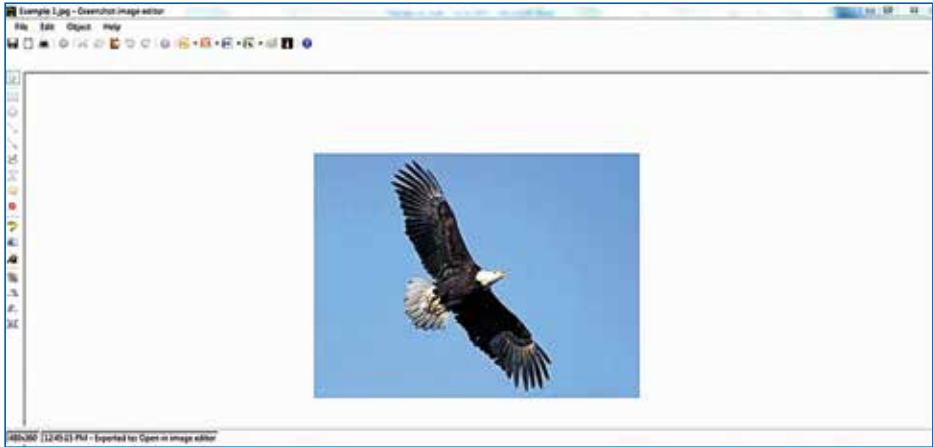 Example 1.jpg - Greenshot image editor
File Edit Object Help
480x360 12:45:15 PM - Exported to: Open in image editor